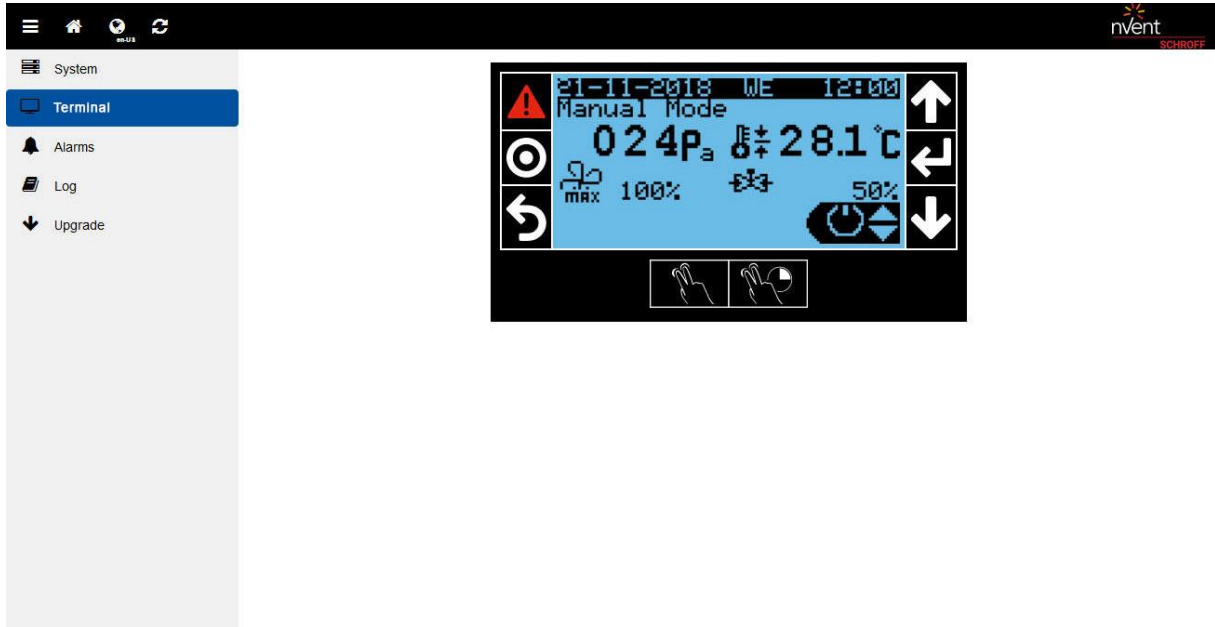 en-US
nVent
SCHROFF
System
Terminal
Alarms
Log
Upgrade
21-11-2018 WE 12:00
Manual Mode
024Pa 28.1°C
max 100% 50%